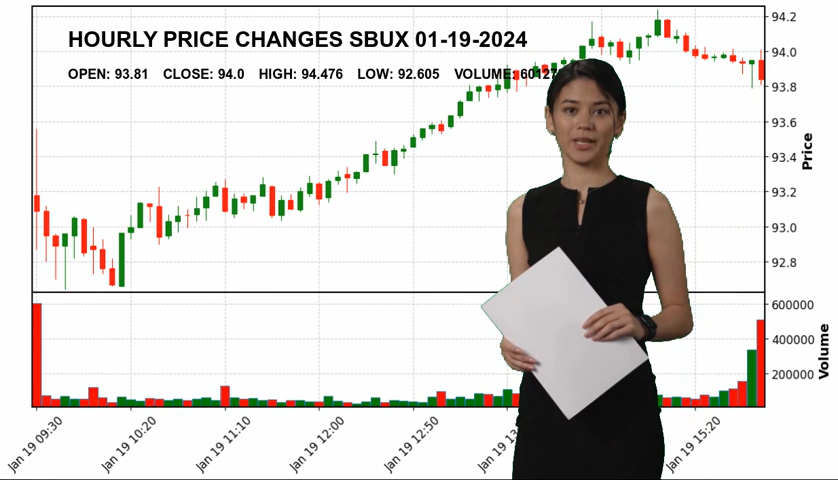 HOURLY PRICE CHANGES SBUX 01-19-2024
OPEN: 93.81 CLOSE: 94.0 HIGH: 94.476 LOW: 92.605 VOLUME:
94.2
94.0
93.8
93.6
93.4
93.2
93.0
92.8
Price
600000
400000
200000
Volume
Jan 19 09:30
Jan 19 10:20
Jan 19 11:10
Jan 19 12:00
Jan 19 12:50
Jan 19
Jan 19 15:20